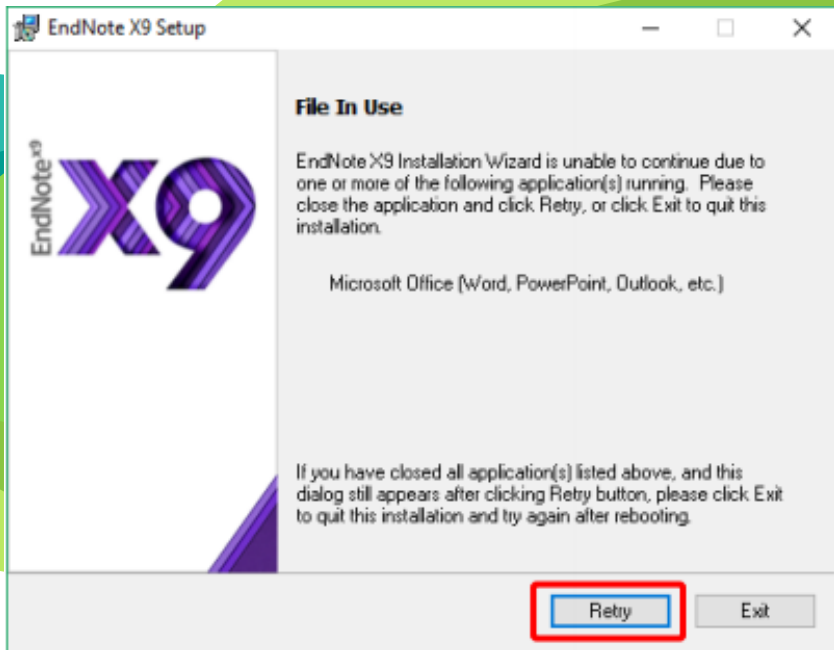 EndNote X9 Setup
EndNote x9
X9
File In Use
EndNote X9 Installation Wizard is unable to continue due to
one or more of the following application(s) running. Please
close the application and click Retry, or click Exit to quit this
installation.
Microsoft Office (Word, PowerPoint, Outlook, etc.)
If you have closed all application(s) listed above, and this
dialog still appears after clicking Retry button, please click Exit
to quit this installation and try again after rebooting.
Retry
Exit